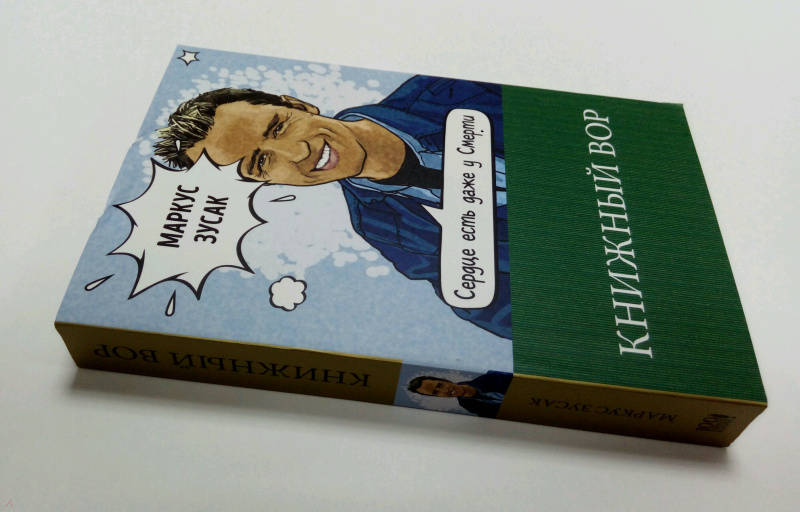 МАРКУС
ЗУСАК
Сердце есть даже у Смерти
КНИЖНЫЙ ВОР
КНИЖНЫЙ ВОР
МАРКУС ЗУСАК